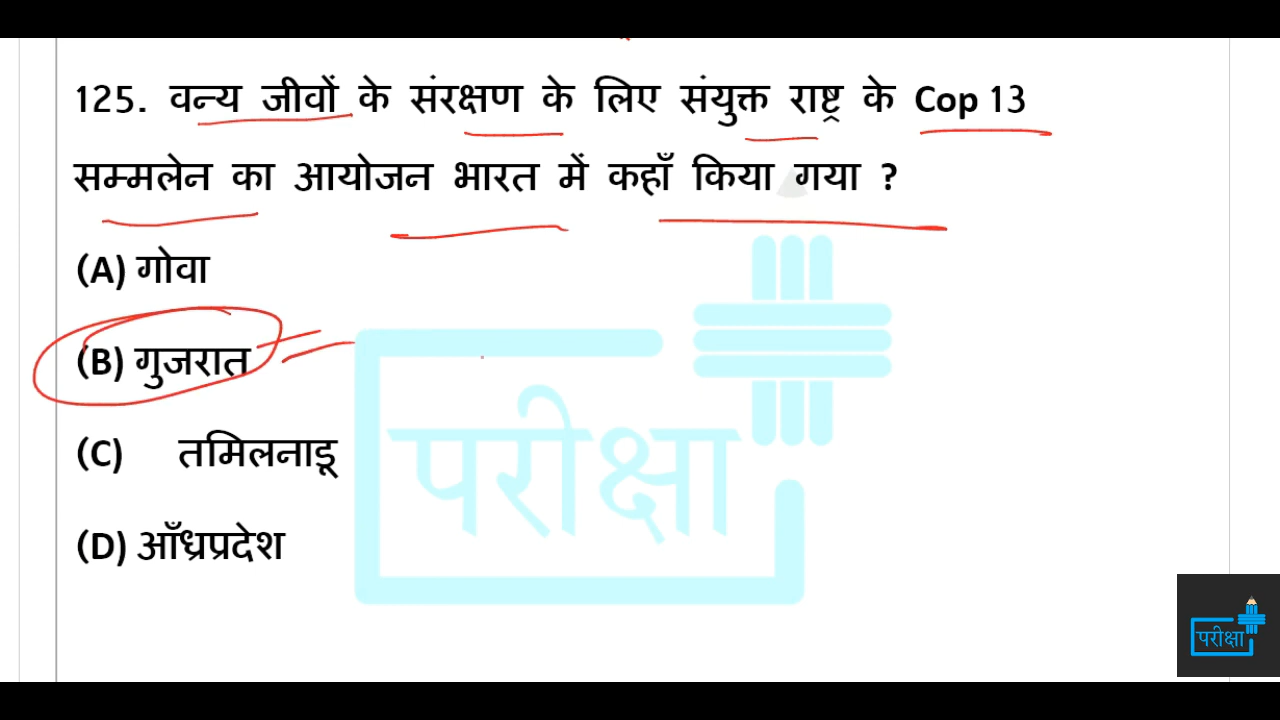 125. वन्य जीवों के संरक्षण के लिए संयुक्त राष्ट्र के Cop 13
सम्मलेन का आयोजन भारत में कहाँ किया गया ?
(A) गोवा
(B) गुजरात
(C) तमिलनाडू
(D) आँध्रप्रदेश
परीक्षा
परीक्षा